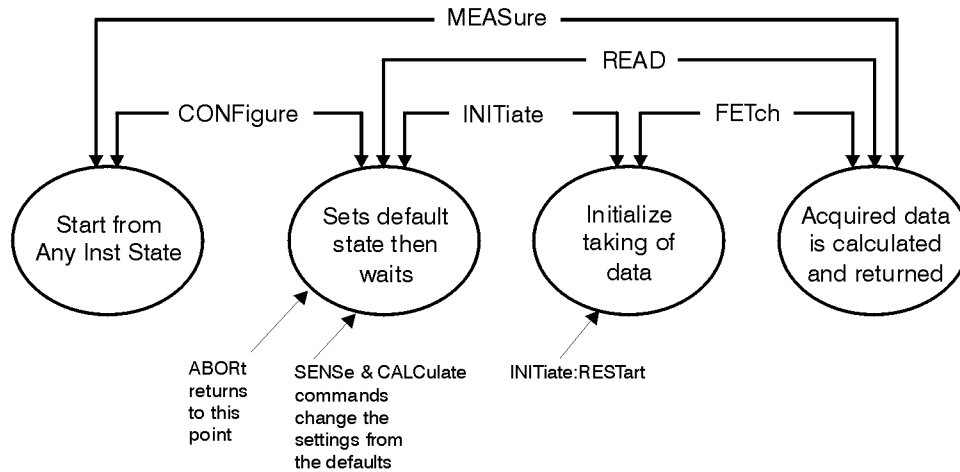 MEASure
READ
CONFigure
INITiate
FETch
Start from
Any Inst State
Sets default
state then
waits
Initialize
taking of
data
Acquired data
is calculated
and returned
ABORt
returns
to this
point
SENSe & CALCulate
commands
change the
settings from
the defaults
INITiate:RESTart